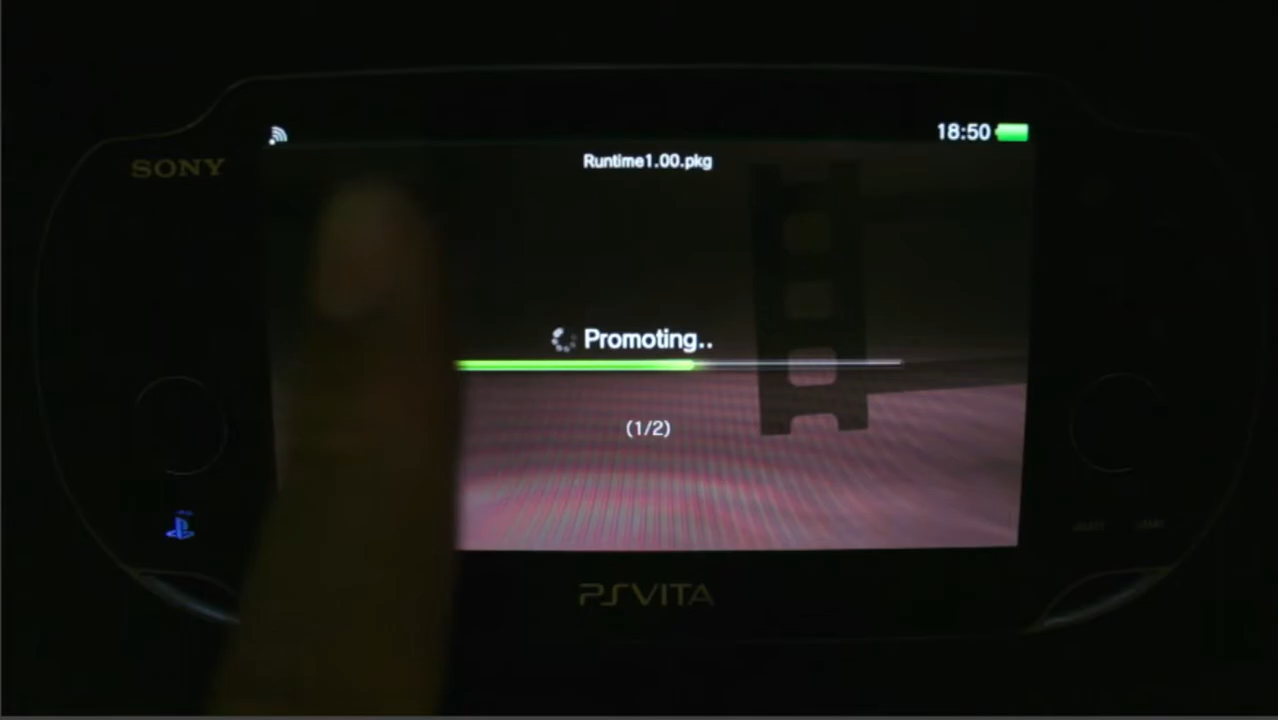 18:50
SONY
Runtime1.00.pkg
Promoting..
(1/2)
PSVITA